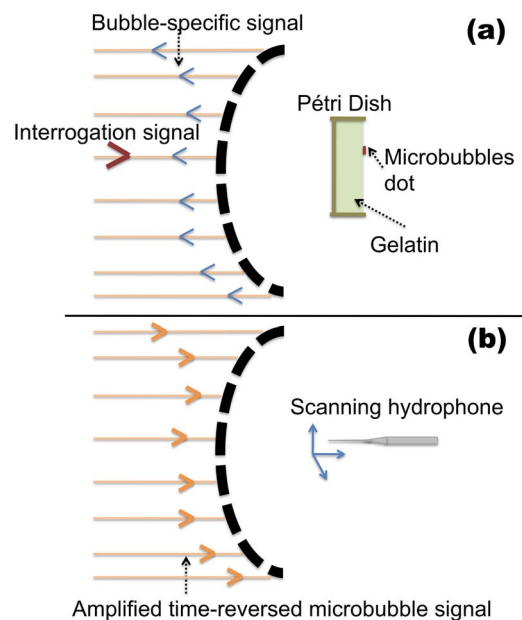 Bubble-specific signal
(a)
Pétri Dish
Interrogation signal
Microbubbles
dot
Gelatin
(b)
Scanning hydrophone
Amplified time-reversed microbubble signal